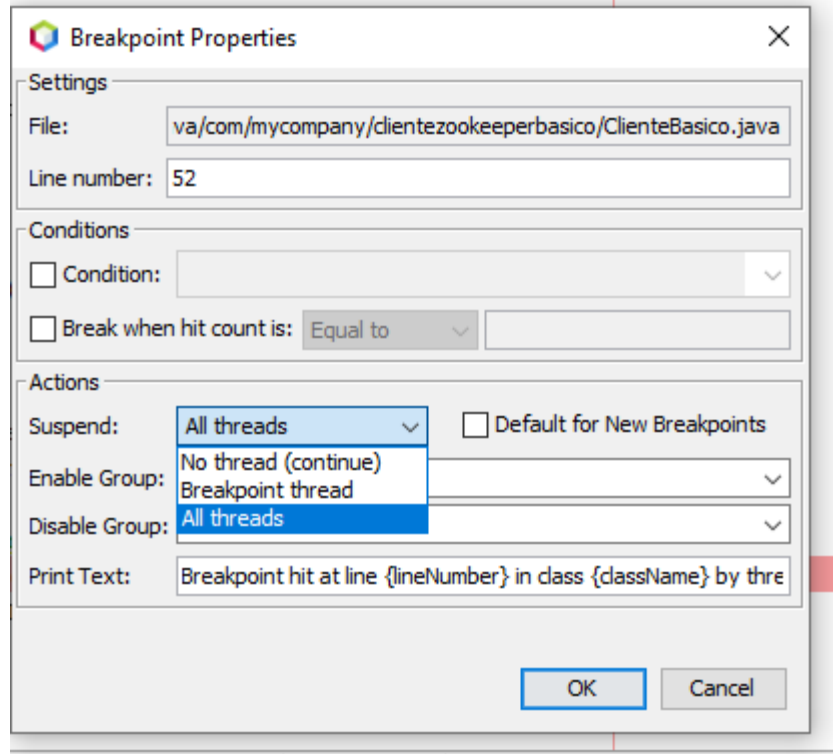 Breakpoint Properties
Settings
File: va/com/mycompany/clientezookeeperbasico/ClienteBasico.java
Line number: 52
Conditions
Condition:
Break when hit count is: Equal to
Actions
Suspend: All threads Default for New Breakpoints
No thread (continue)
Enable Group:
Breakpoint thread
All threads
Disable Group:
Print Text: Breakpoint hit at line {lineNumber} in class {className} by thre
OK Cancel